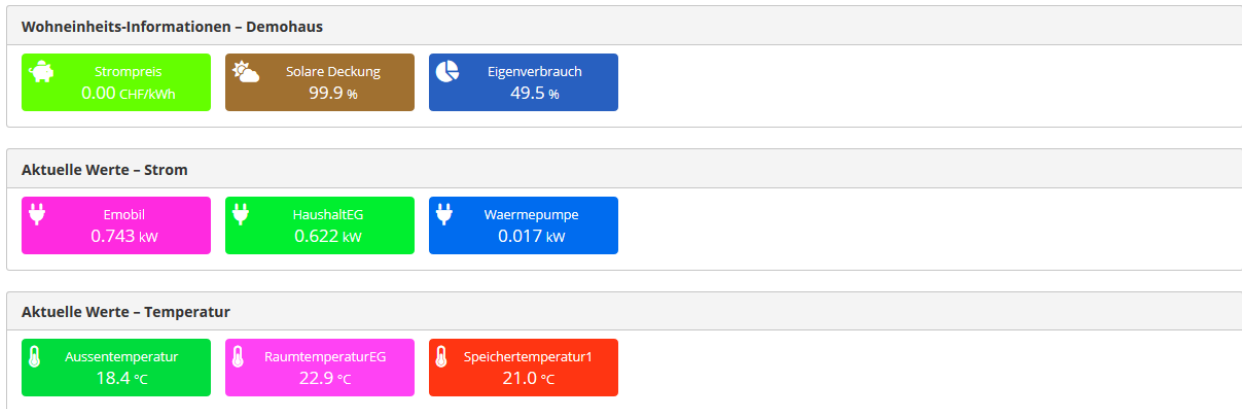 Wohneinheits-Informationen – Demohaus
Strompreis
0.00 CHF/kWh
Solare Deckung
99.9 %
Eigenverbrauch
49.5 %
Aktuelle Werte – Strom
Emobil
0.743 kW
HaushaltEG
0.622 kW
Waermepumpe
0.017 kW
Aktuelle Werte – Temperatur
Aussentemperatur
18.4 °C
RaumtemperaturEG
22.9 °C
Speichertemperatur1
21.0 °C